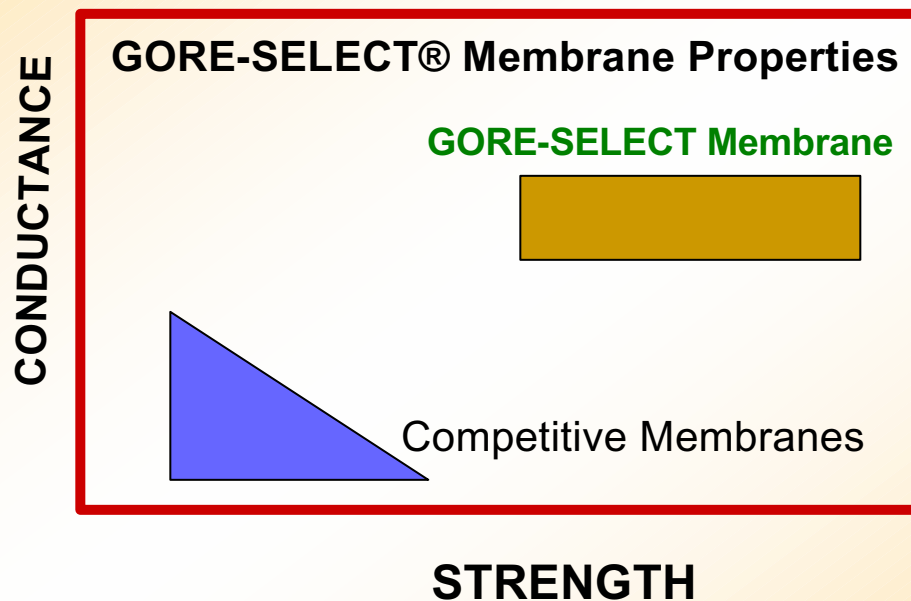 GORE-SELECT® Membrane Properties
GORE-SELECT Membrane
CONDUCTANCE
Competitive Membranes
STRENGTH